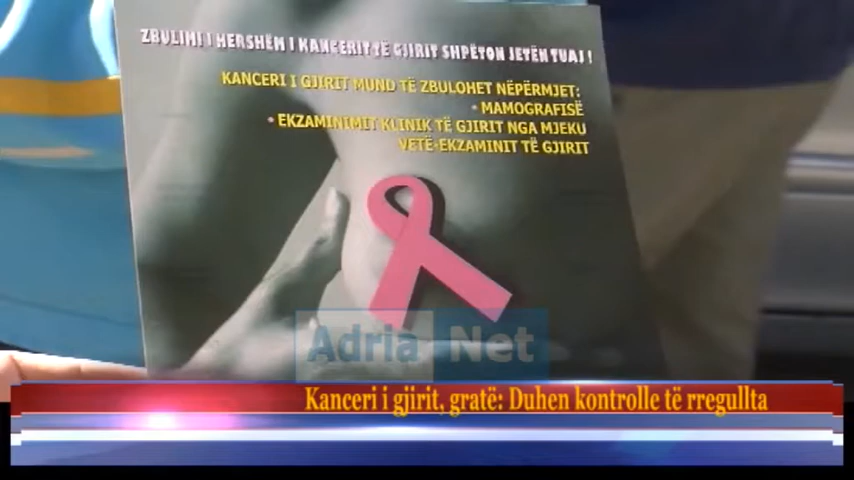 ZBULIMI I HERSHËM I KANCERIT TË GJIRIT SHPËTON JETËN TUAJ !
KANCERI I GJIRIT MUND TË ZBULOHET NËPËRMJET:
• MAMOGRAFISË
• EKZAMINIMIT KLINIK TË GJIRIT NGA MJEKU
VETË-EKZAMINIT TË GJIRIT
Adria Net
Kanceri i gjirit, gratë: Duhen kontrolle të rregullta